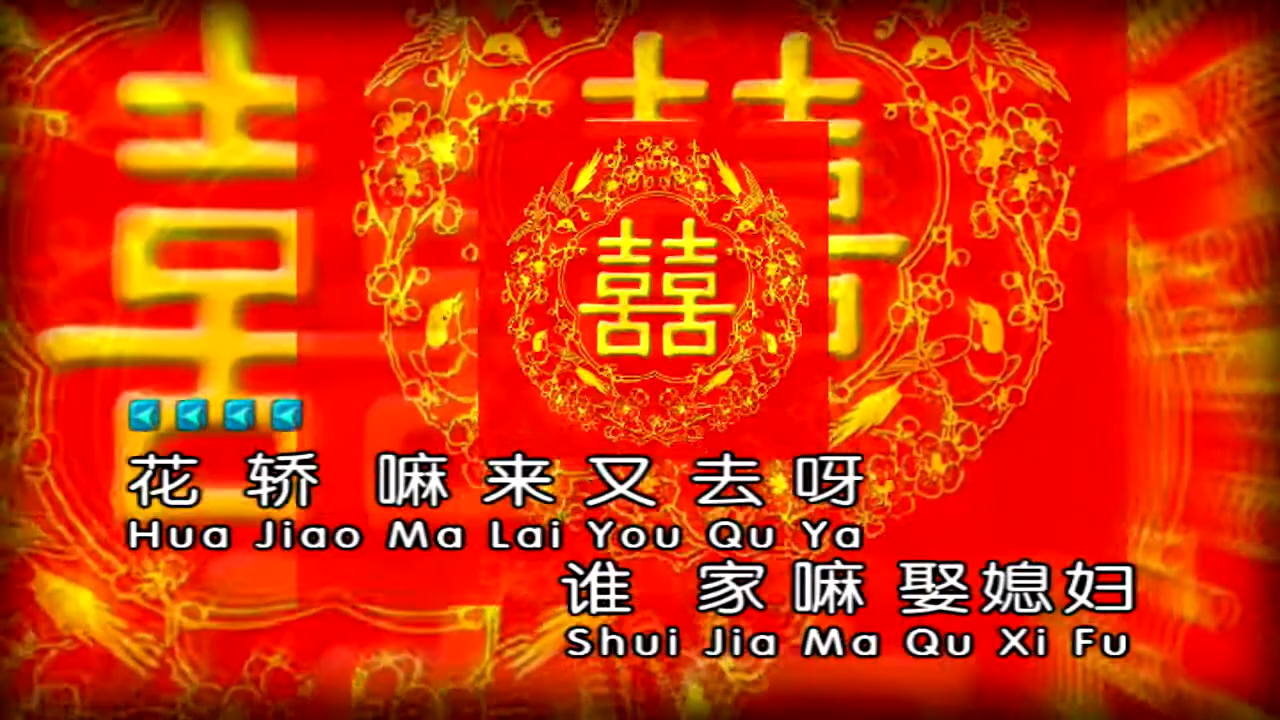 囍
花 轿 嘛 来 又 去 呀
Hua Jiao Ma Lai You Qu Ya
谁 家 嘛 娶 媳 妇
Shui Jia Ma Qu Xi Fu